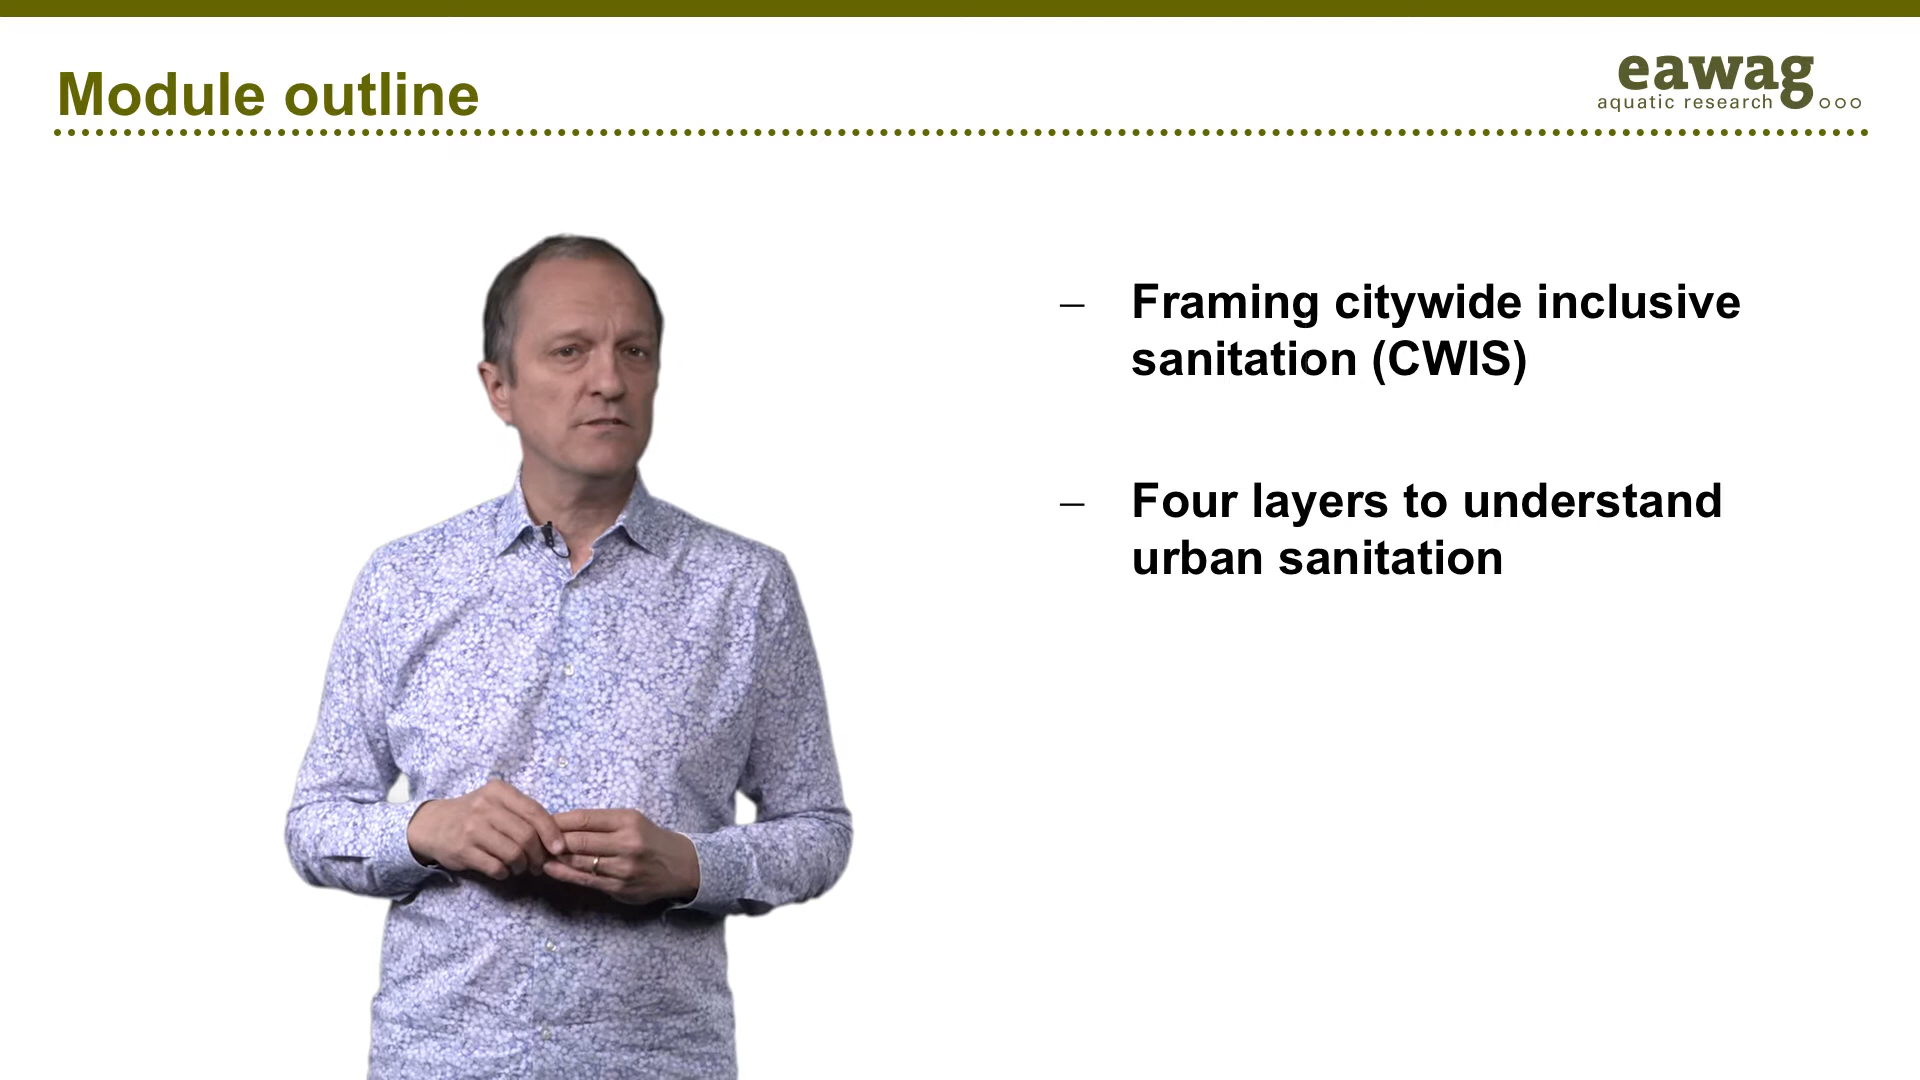 Module outline
eawag
aquatic research
– Framing citywide inclusive
sanitation (CWIS)
– Four layers to understand
urban sanitation